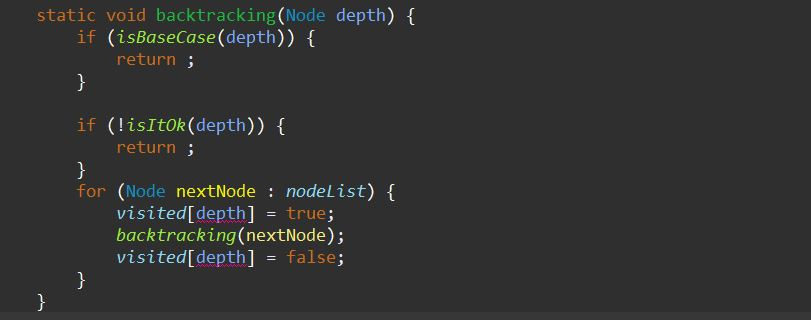 static void backtracking(Node depth) {
    if (isBaseCase(depth)) {
        return ;
    }

    if (!isItOk(depth)) {
        return ;
    }
    for (Node nextNode : nodeList) {
        visited[depth] = true;
        backtracking(nextNode);
        visited[depth] = false;
    }
}